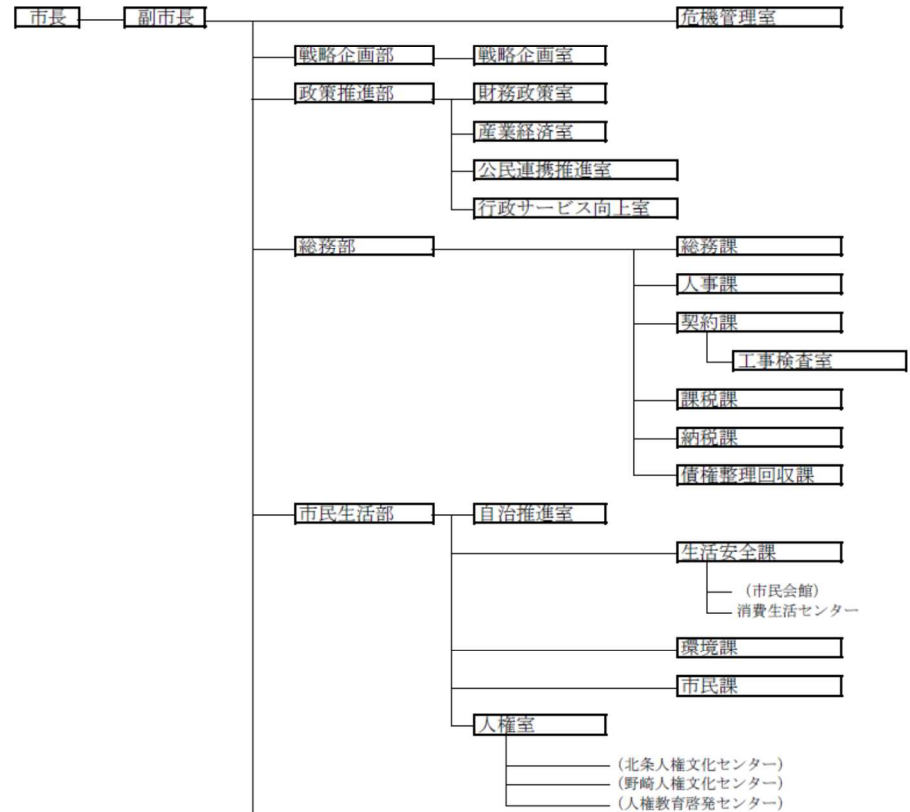 市長 副市長 危機管理室
戦略企画部 戦略企画室
政策推進部 財務政策室
産業経済室
公民連携推進室
行政サービス向上室
総務部 総務課
人事課
契約課
工事検査室
課税課
納税課
債権整理回収課
市民生活部 自治推進室
生活安全課
（市民会館）
消費生活センター
環境課
市民課
人権室
（北条人権文化センター）
（野崎人権文化センター）
（人権教育啓発センター）